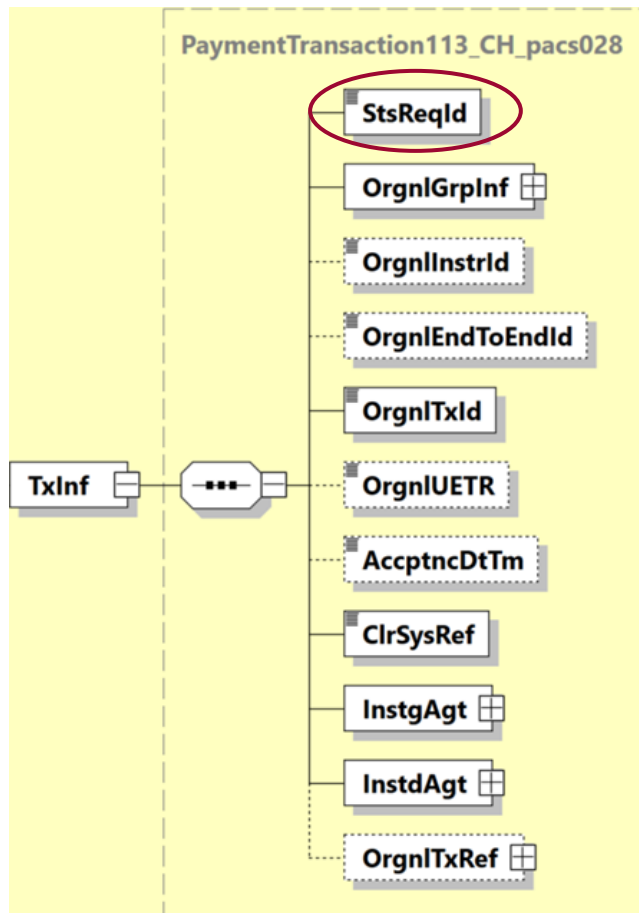 PaymentTransaction113_CH_pacs028
StsReqId
OrgnlGrpInf
OrgnlInstrId
OrgnlEndToEndId
OrgnlTxId
TxInf
OrgnlUETR
AccptncDtTm
ClrSysRef
InstgAgt
InstdAgt
OrgnlTxRef